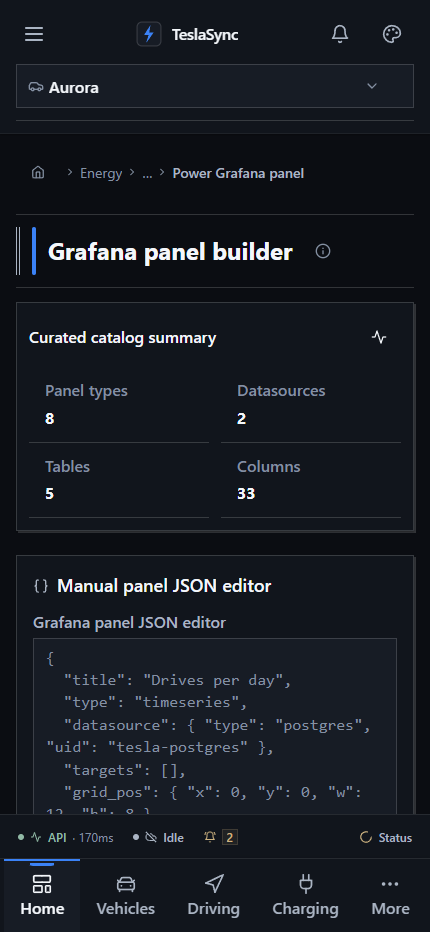 TeslaSync
Aurora
Energy
...
Power Grafana panel
Grafana panel builder
Curated catalog summary
Panel types
8
Datasources
2
Tables
5
Columns
33
{} Manual panel JSON editor
Grafana panel JSON editor
{
"title": "Drives per day",
"type": "timeseries",
"datasource": { "type": "postgres",
"uid": "tesla-postgres" },
"targets": [],
"grid_pos": { "x": 0, "y": 0, "w":
12, "h": 8 }
API · 170ms
Idle
2
Status
Home
Vehicles
Driving
Charging
More